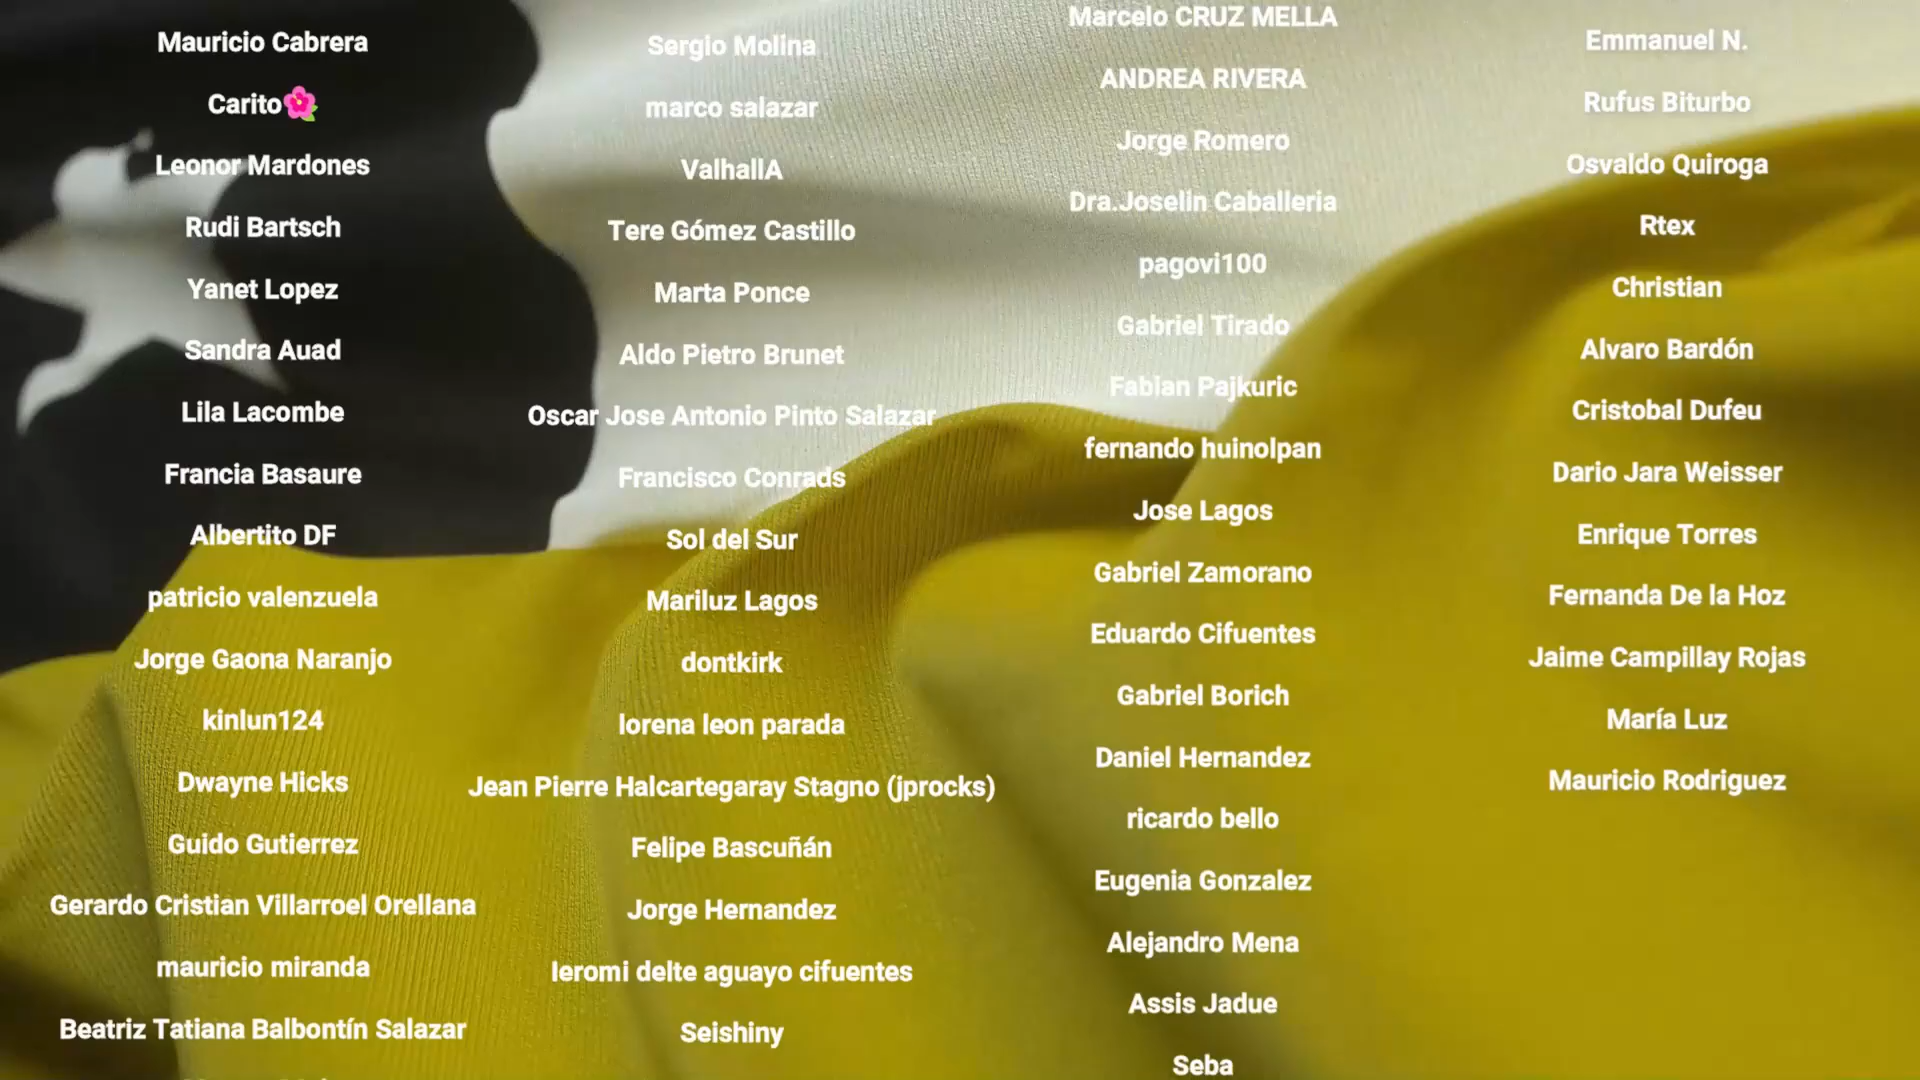 Mauricio Cabrera
Carito🌺
Leonor Mardones
Rudi Bartsch
Yanet Lopez
Sandra Auad
Lila Lacombe
Francia Basaure
Albertito DF
patricio valenzuela
Jorge Gaona Naranjo
kinlun124
Dwayne Hicks
Guido Gutierrez
Gerardo Cristian Villarroel Orellana
mauricio miranda
Beatriz Tatiana Balbontín Salazar
Sergio Molina
marco salazar
ValhallA
Tere Gómez Castillo
Marta Ponce
Aldo Pietro Brunet
Oscar Jose Antonio Pinto Salazar
Francisco Conrads
Sol del Sur
Mariluz Lagos
dontkirk
lorena leon parada
Jean Pierre Halcartegaray Stagno (jprocks)
Felipe Bascuñán
Jorge Hernandez
Ieromi delte aguayo cifuentes
Seishiny
Marcelo CRUZ MELLA
ANDREA RIVERA
Jorge Romero
Dra.Joselin Caballeria
pagovi100
Gabriel Tirado
Fabian Pajkuric
fernando huinolpan
Jose Lagos
Gabriel Zamorano
Eduardo Cifuentes
Gabriel Borich
Daniel Hernandez
ricardo bello
Eugenia Gonzalez
Alejandro Mena
Assis Jadue
Seba
Emmanuel N.
Rufus Biturbo
Osvaldo Quiroga
Rtex
Christian
Alvaro Bardón
Cristobal Dufeu
Dario Jara Weisser
Enrique Torres
Fernanda De la Hoz
Jaime Campillay Rojas
María Luz
Mauricio Rodriguez